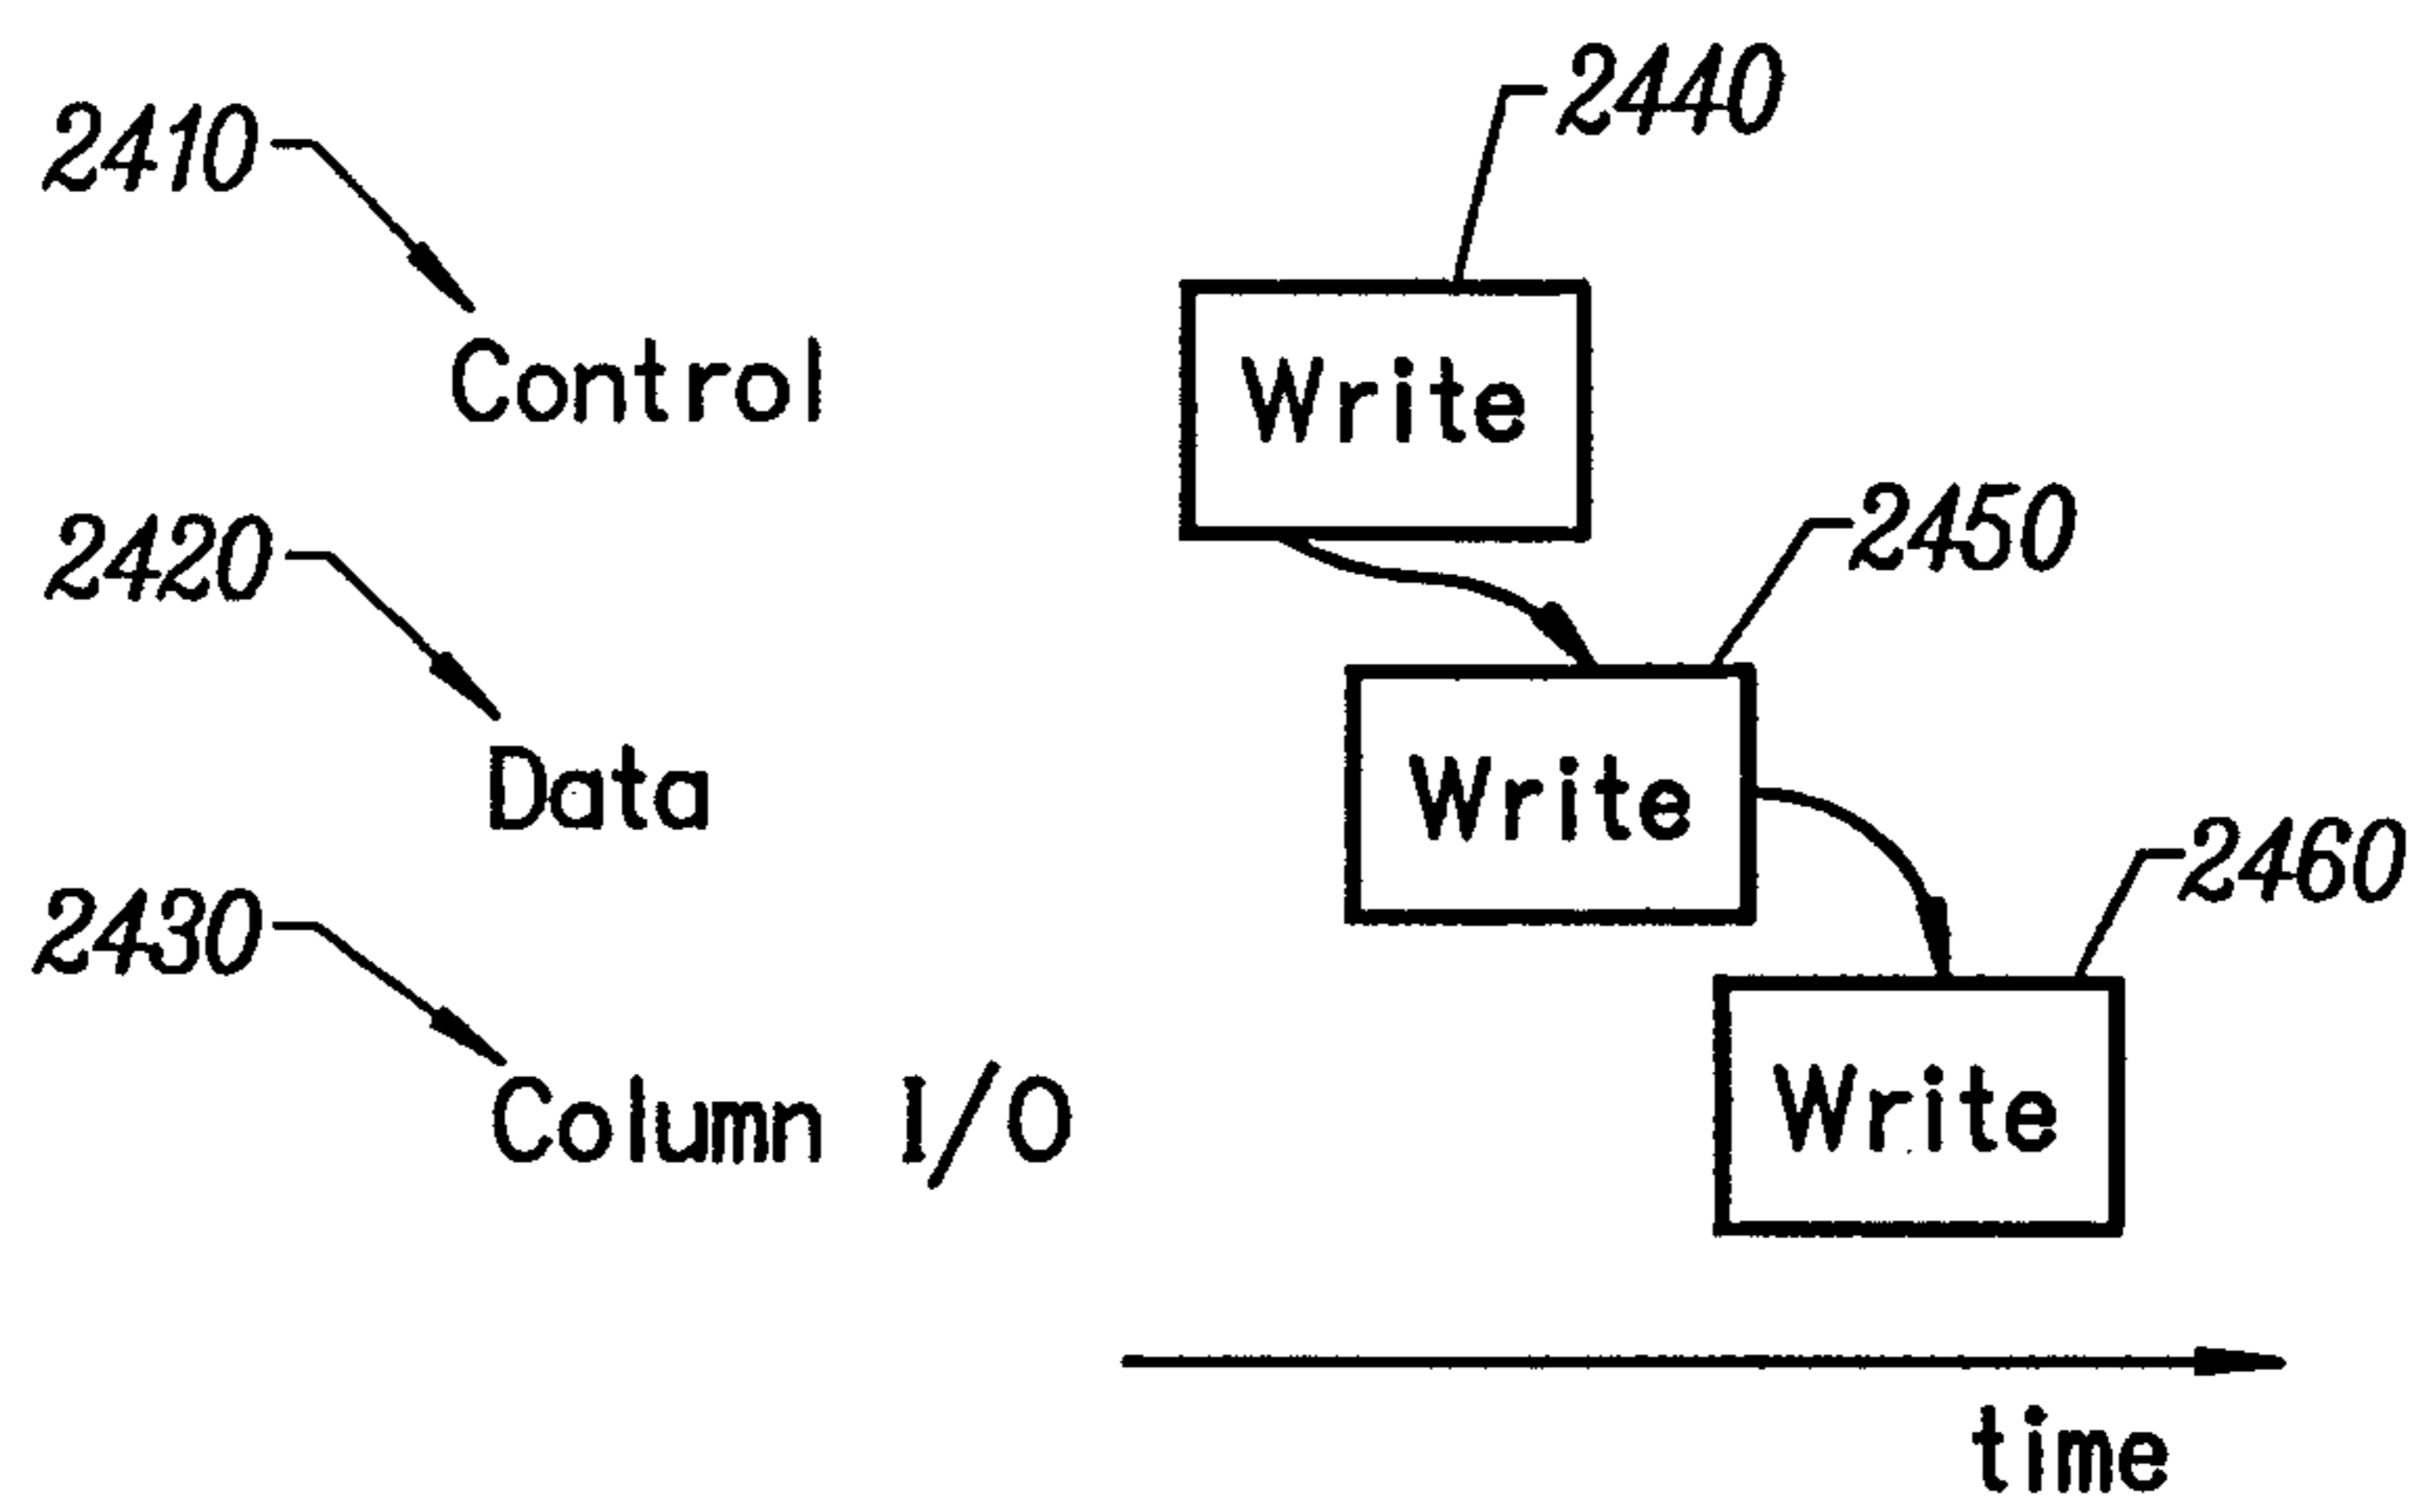 2440
2410
Control
Write
2450
2420
Data
Write
2460
2430
Column I/O
Write
time